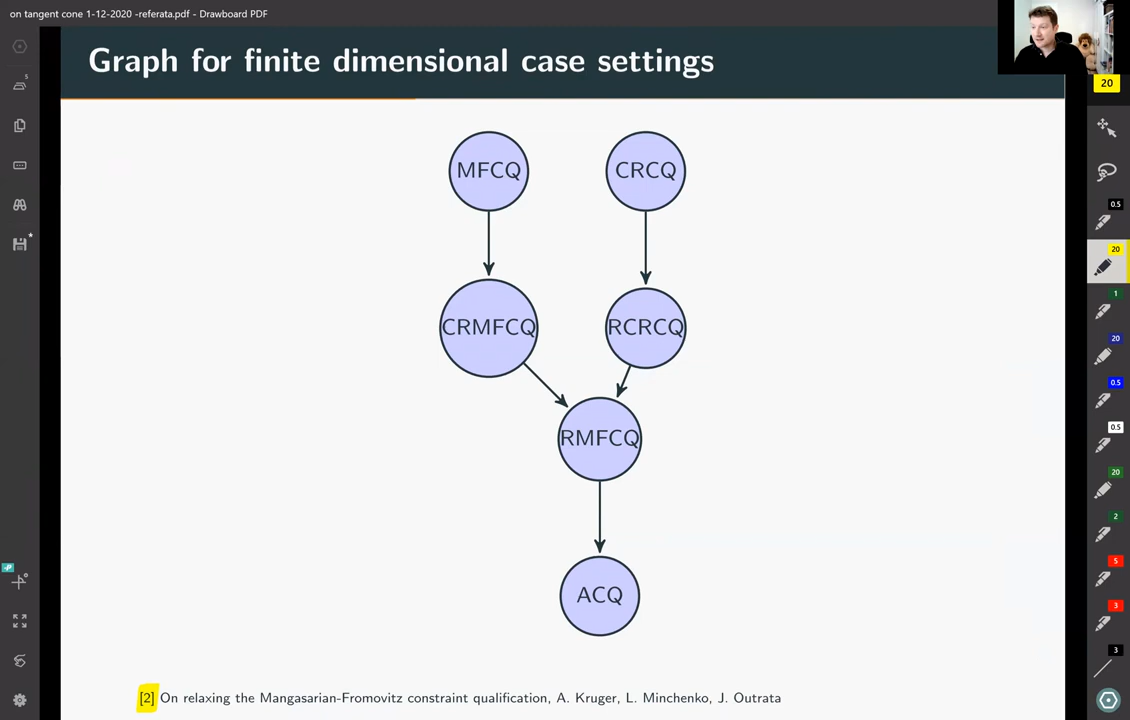 on tangent cone 1-12-2020 -referata.pdf - Drawboard PDF
Graph for finite dimensional case settings
MFCQ
CRCQ
CRMFCQ
RCRCQ
RMFCQ
ACQ
[2] On relaxing the Mangasarian-Fromovitz constraint qualification, A. Kruger, L. Minchenko, J. Outrata
5
20
0.5
20
1
20
0.5
0.5
20
2
5
3
3